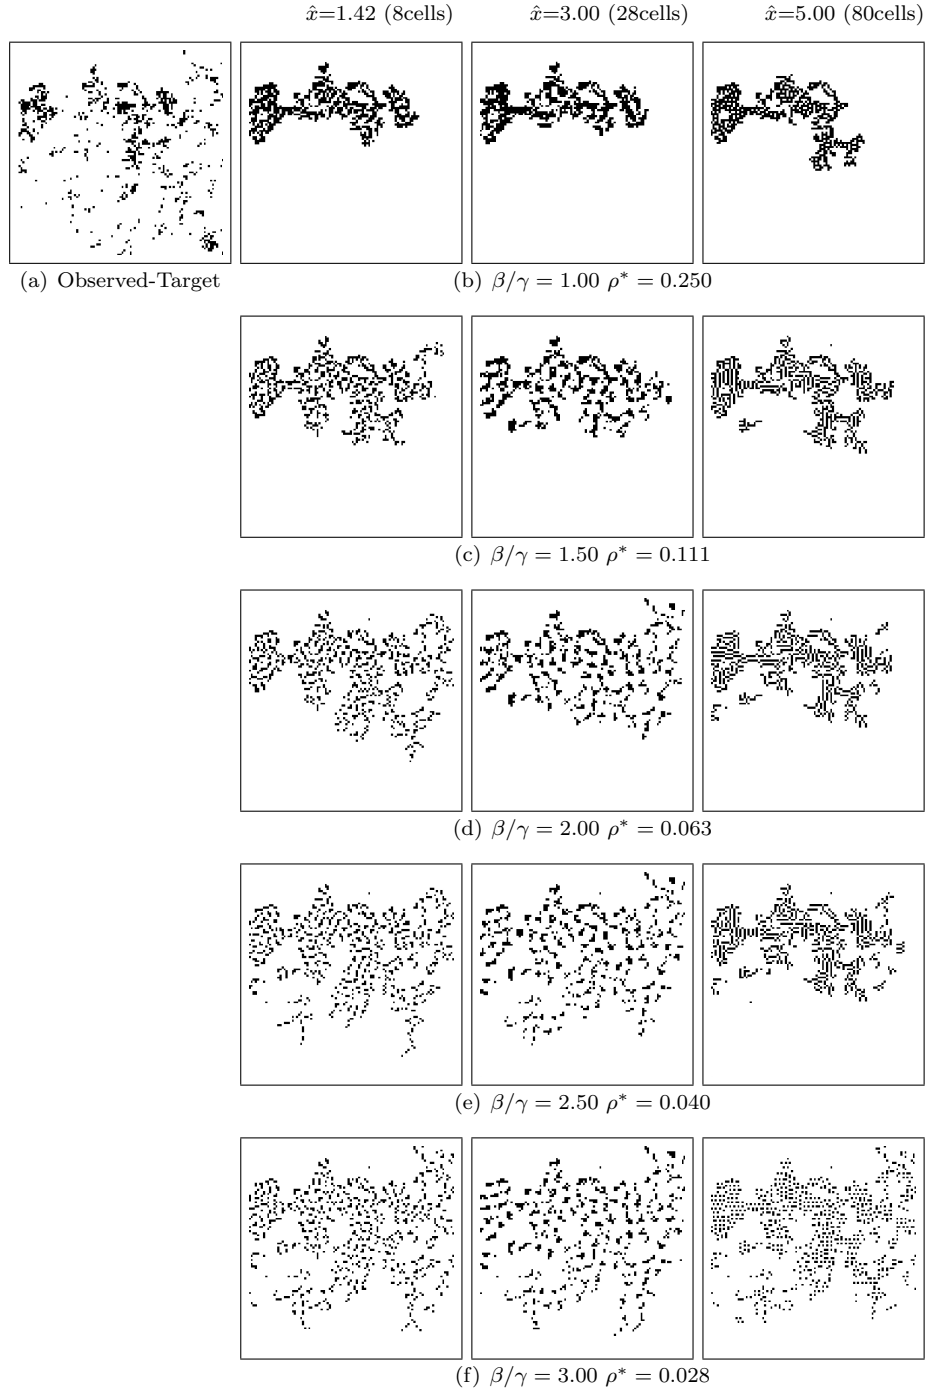 x̂=1.42 (8cells) x̂=3.00 (28cells) x̂=5.00 (80cells)
(a) Observed-Target (b) β/γ = 1.00 ρ* = 0.250
(c) β/γ = 1.50 ρ* = 0.111
(d) β/γ = 2.00 ρ* = 0.063
(e) β/γ = 2.50 ρ* = 0.040
(f) β/γ = 3.00 ρ* = 0.028